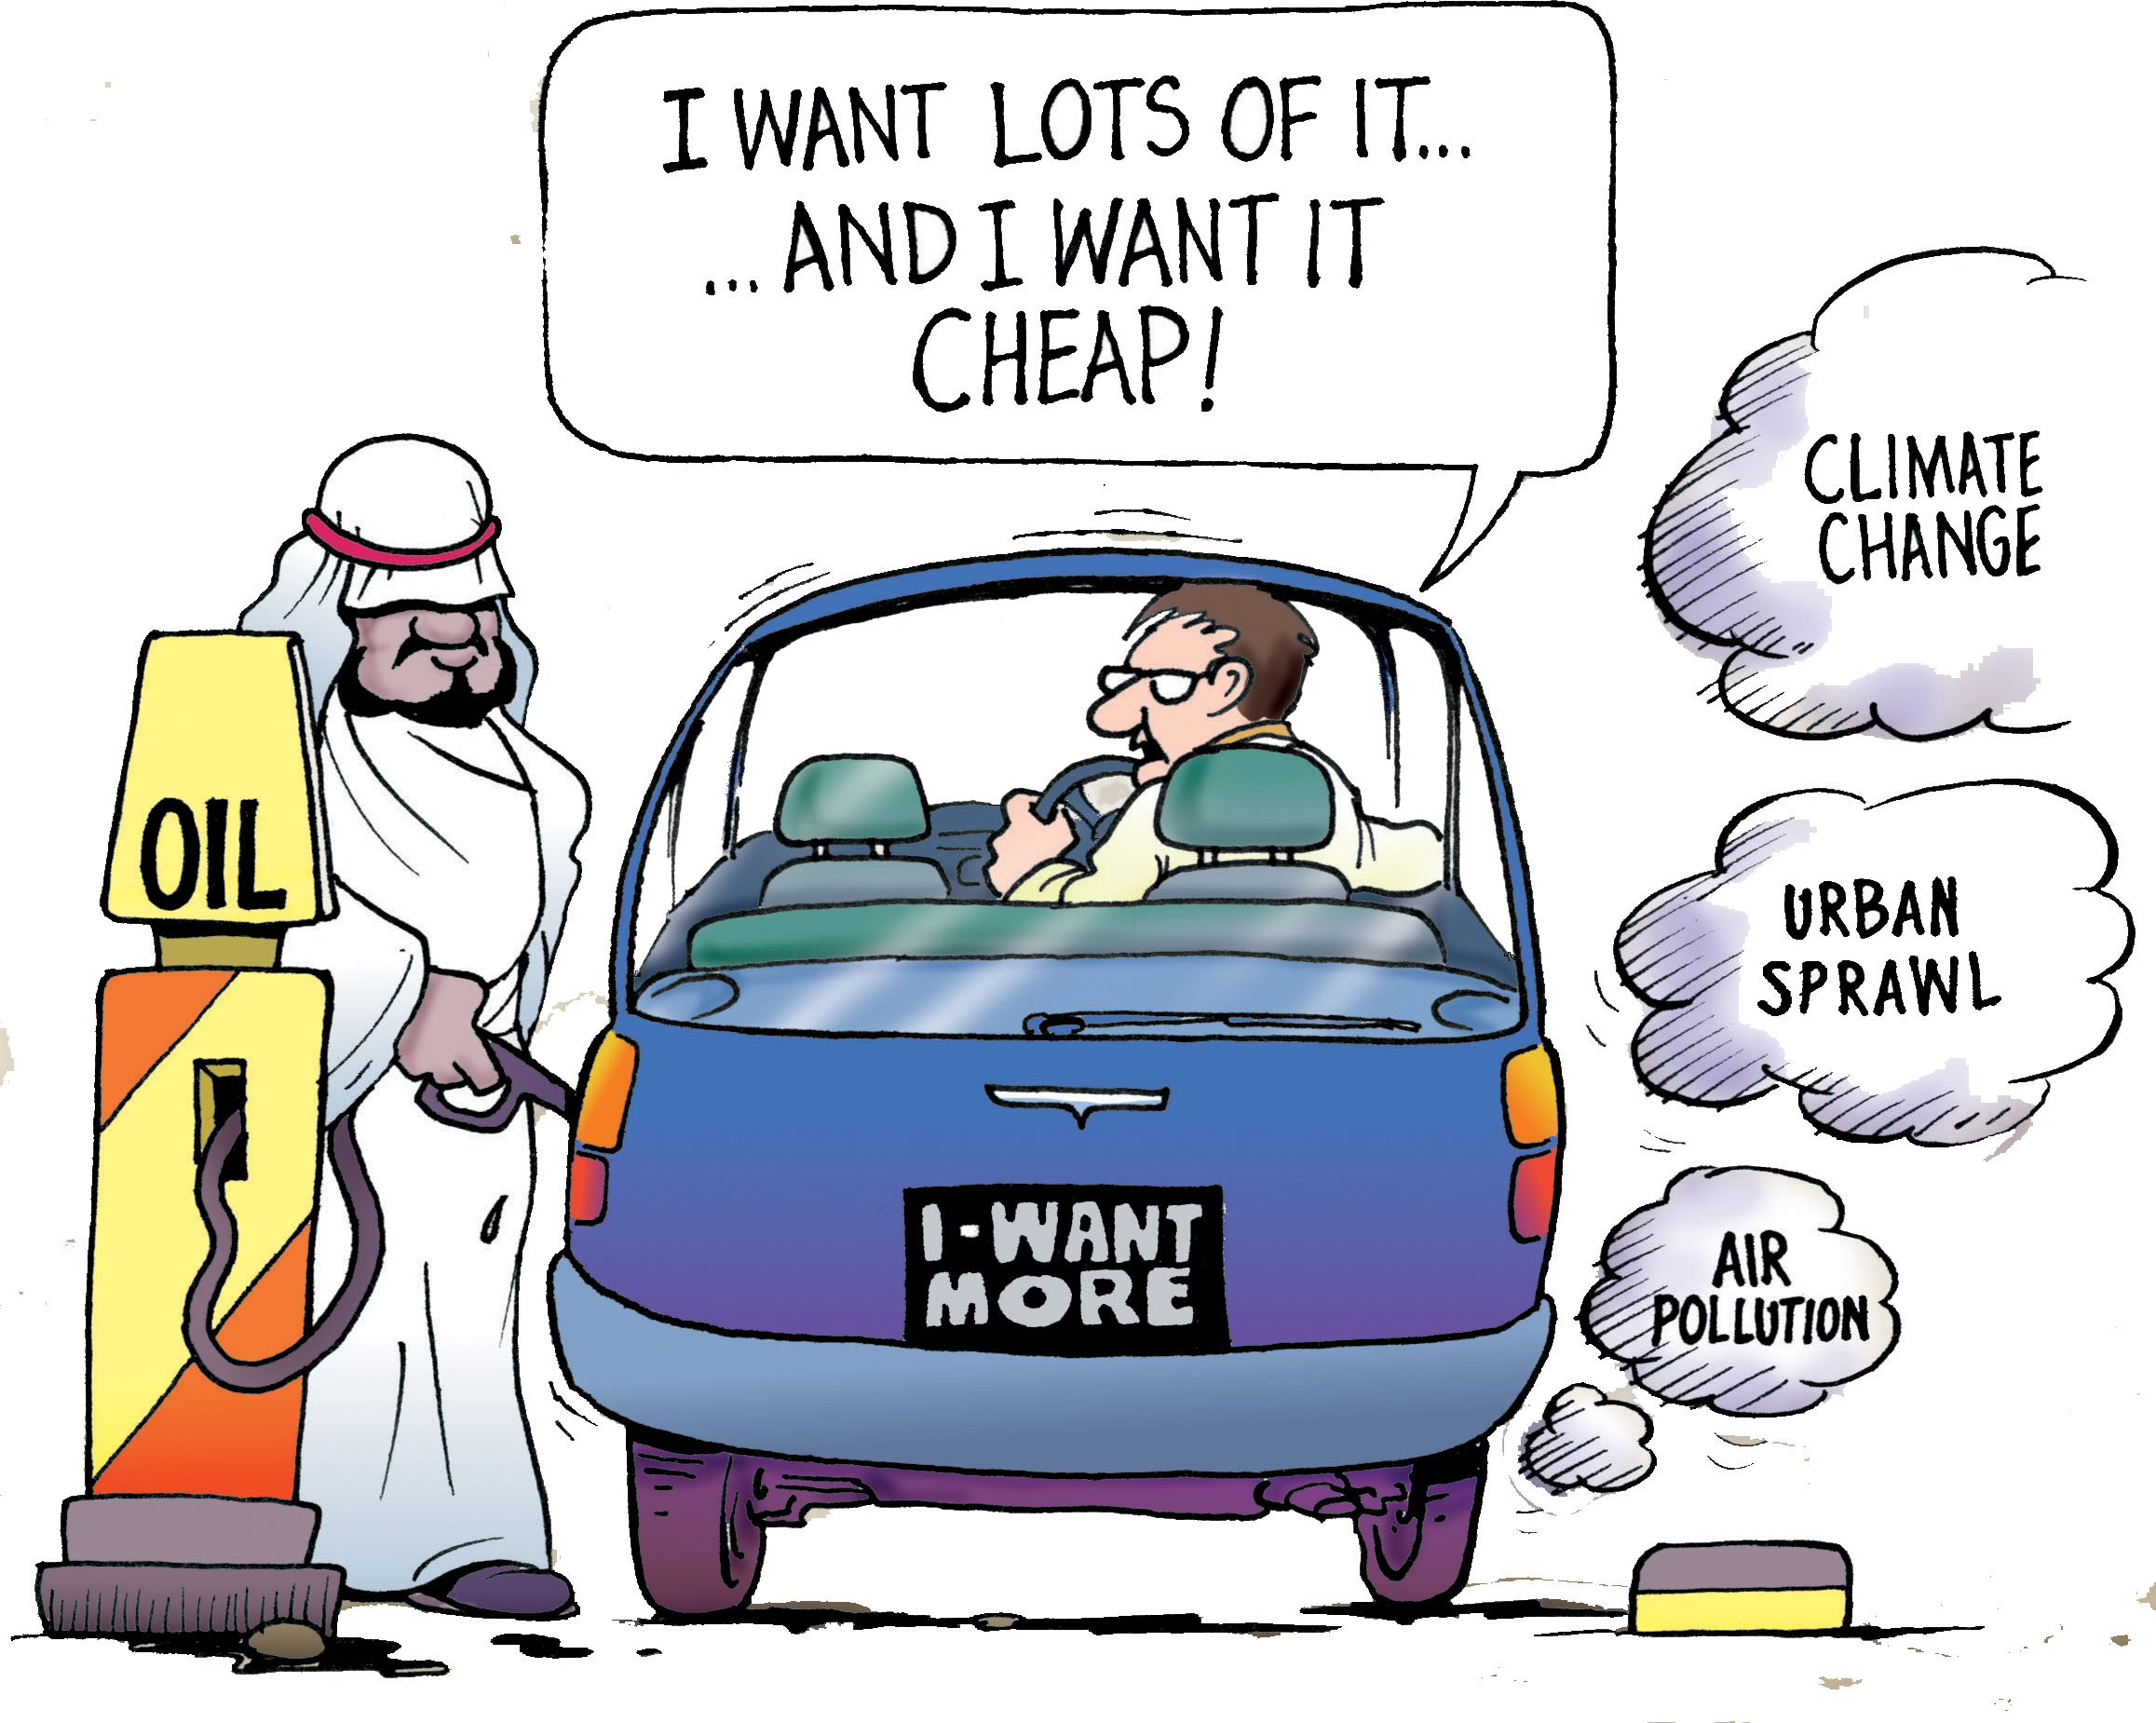 I WANT LOTS OF IT...
...AND I WANT IT
CHEAP!
CLIMATE
CHANGE
OIL
URBAN
SPRAWL
I-WANT
MORE
AIR
POLLUTION